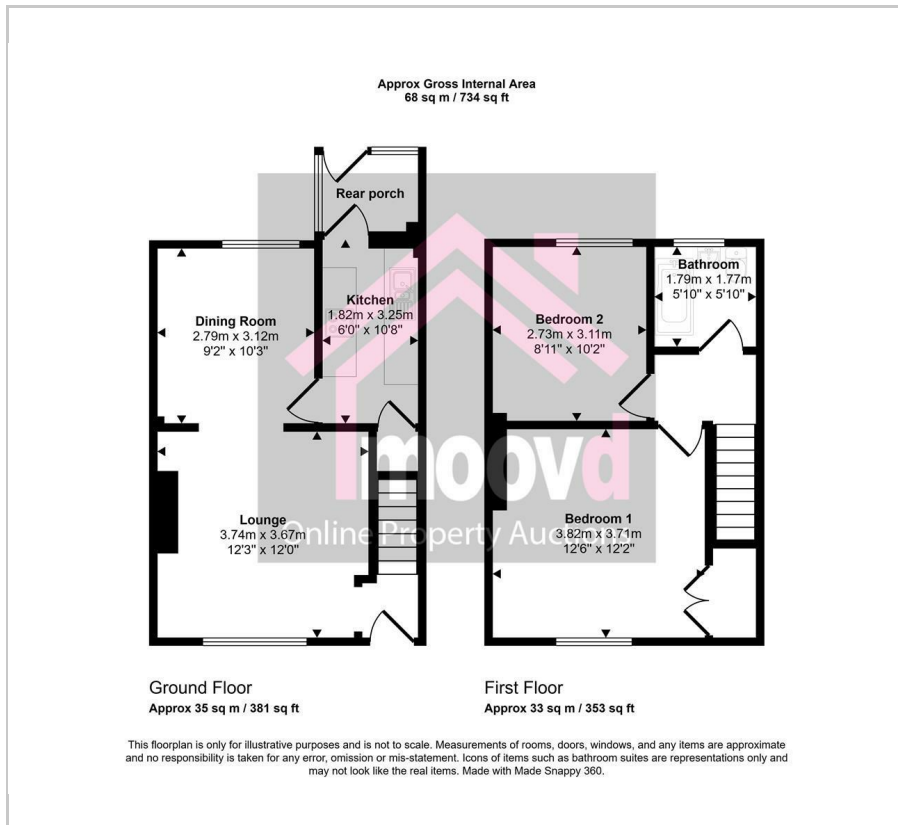 Approx Gross Internal Area
68 sq m / 734 sq ft
Rear porch
Kitchen
1.82m x 3.25m
6'0" x 10'8"
Dining Room
2.79m x 3.12m
9'2" x 10'3"
Lounge
3.74m x 3.67m
12'3" x 12'0"
Bathroom
1.79m x 1.77m
5'10" x 5'10"
Bedroom 2
2.73m x 3.11m
8'11" x 10'2"
Bedroom 1
3.82m x 3.71m
12'6" x 12'2"
moovd
Online Property Auctions
Ground Floor
Approx 35 sq m / 381 sq ft
First Floor
Approx 33 sq m / 353 sq ft
This floorplan is only for illustrative purposes and is not to scale. Measurements of rooms, doors, windows, and any items are approximate
and no responsibility is taken for any error, omission or mis-statement. Icons of items such as bathroom suites are representations only and
may not look like the real items. Made with Made Snappy 360.